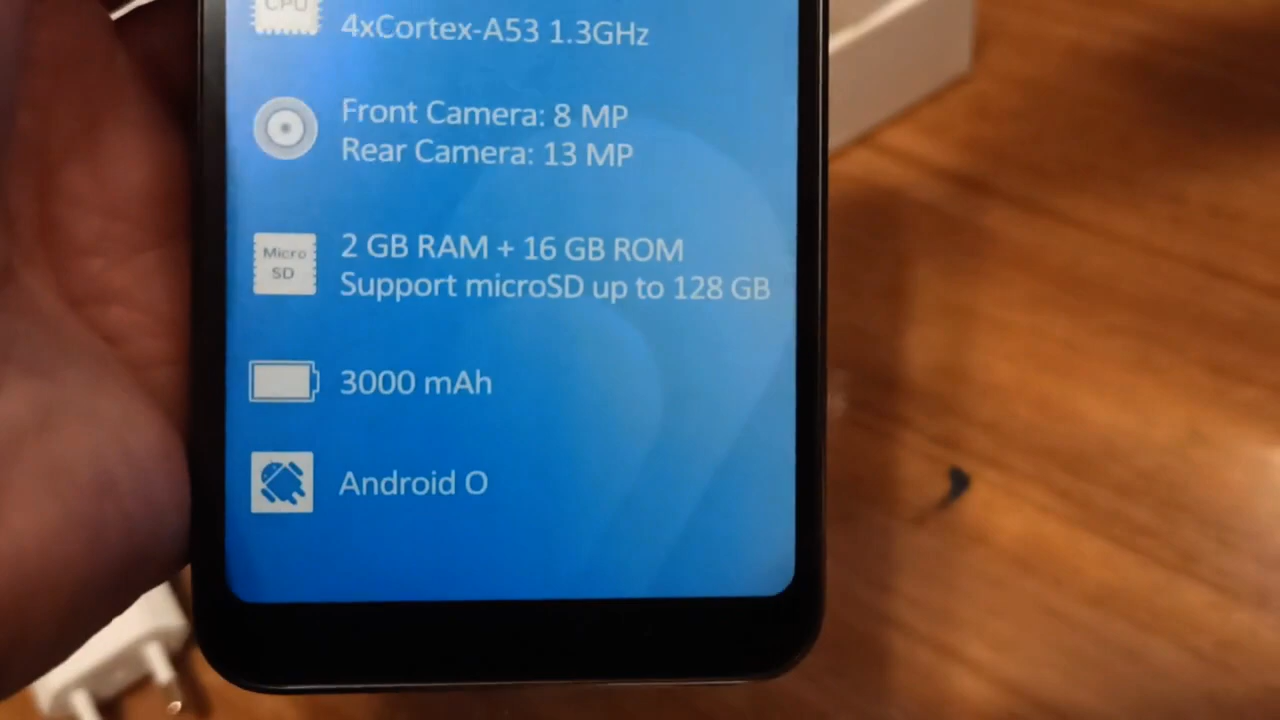 CPU
4xCortex-A53 1.3GHz
Front Camera: 8 MP
Rear Camera: 13 MP
Micro
SD
2 GB RAM + 16 GB ROM
Support microSD up to 128 GB
3000 mAh
Android O